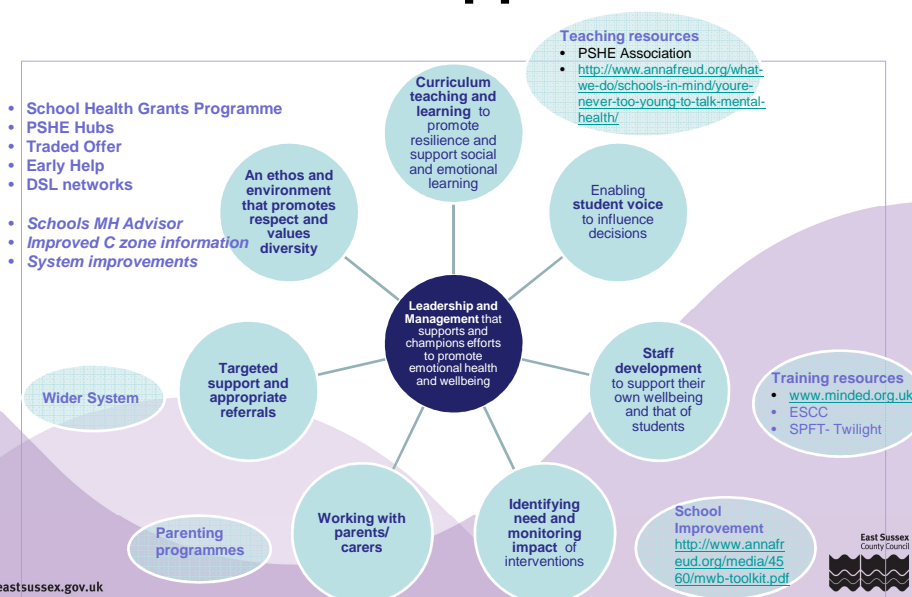 Teaching resources
• PSHE Association
• http://www.annafreud.org/what-
we-do/schools-in-mind/youre-
never-too-young-to-talk-mental-
health/
• School Health Grants Programme
• PSHE Hubs
• Traded Offer
• Early Help
• DSL networks
• Schools MH Advisor
• Improved C zone information
• System improvements
Curriculum
teaching and
learning to
promote
resilience and
support social
and emotional
learning
An ethos and
environment
that promotes
respect and
values
diversity
Enabling
student voice
to influence
decisions
Leadership and
Management that
supports and
champions efforts
to promote
emotional health
and wellbeing
Targeted
support and
appropriate
referrals
Staff
development
to support their
own wellbeing
and that of
students
Wider System
Training resources
• www.minded.org.uk
• ESCC
• SPFT- Twilight
Working with
parents/
carers
Identifying
need and
monitoring
impact of
interventions
Parenting
programmes
School
Improvement
http://www.annafr
eud.org/media/45
60/mwb-toolkit.pdf
East Sussex
County Council
eastsussex.gov.uk